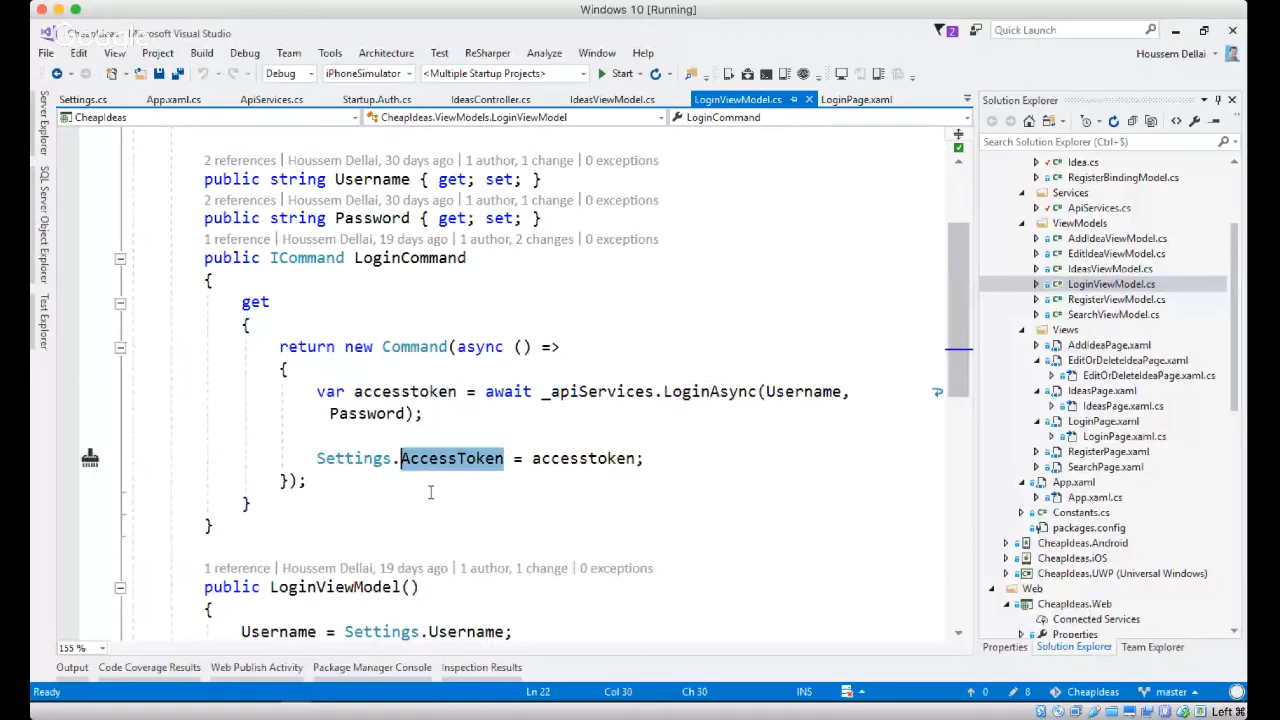 Windows 10 [Running]
Google
CheapIdeas - Microsoft Visual Studio
2
Quick Launch
File Edit View Project Build Debug Team Tools Architecture Test ReSharper Analyze Window Help
Houssem Dellai
Debug iPhoneSimulator <Multiple Startup Projects> Start
Settings.cs App.xaml.cs ApiServices.cs Startup.Auth.cs IdeasController.cs IdeasViewModel.cs LoginViewModel.cs LoginPage.xaml
CheapIdeas CheapIdeas.ViewModels.LoginViewModel LoginCommand
Server Explorer
SQL Server Object Explorer
Test Explorer
2 references | Houssem Dellai, 30 days ago | 1 author, 1 change | 0 exceptions
public string Username { get; set; }
2 references | Houssem Dellai, 30 days ago | 1 author, 1 change | 0 exceptions
public string Password { get; set; }
1 reference | Houssem Dellai, 19 days ago | 1 author, 2 changes | 0 exceptions
public ICommand LoginCommand
{
get
{
return new Command(async () =>
{
var accesstoken = await _apiServices.LoginAsync(Username,
Password);
Settings.AccessToken = accesstoken;
});
}
}
1 reference | Houssem Dellai, 19 days ago | 1 author, 1 change | 0 exceptions
public LoginViewModel()
{
Username = Settings.Username;
155 %
Solution Explorer
Search Solution Explorer (Ctrl+$)
Idea.cs
RegisterBindingModel.cs
Services
ApiServices.cs
ViewModels
AddIdeaViewModel.cs
EditIdeaViewModel.cs
IdeasViewModel.cs
LoginViewModel.cs
RegisterViewModel.cs
SearchViewModel.cs
Views
AddIdeaPage.xaml
EditOrDeleteIdeaPage.xaml
EditOrDeleteIdeaPage.xaml.cs
IdeasPage.xaml
IdeasPage.xaml.cs
LoginPage.xaml
LoginPage.xaml.cs
RegisterPage.xaml
SearchPage.xaml
App.xaml
App.xaml.cs
Constants.cs
packages.config
CheapIdeas.Android
CheapIdeas.iOS
CheapIdeas.UWP (Universal Windows)
Web
CheapIdeas.Web
Connected Services
Properties
Properties Solution Explorer Team Explorer
Output Code Coverage Results Web Publish Activity Package Manager Console Inspection Results
Ready Ln 22 Col 30 Ch 30 INS 0 8 CheapIdeas master
Left ⌘